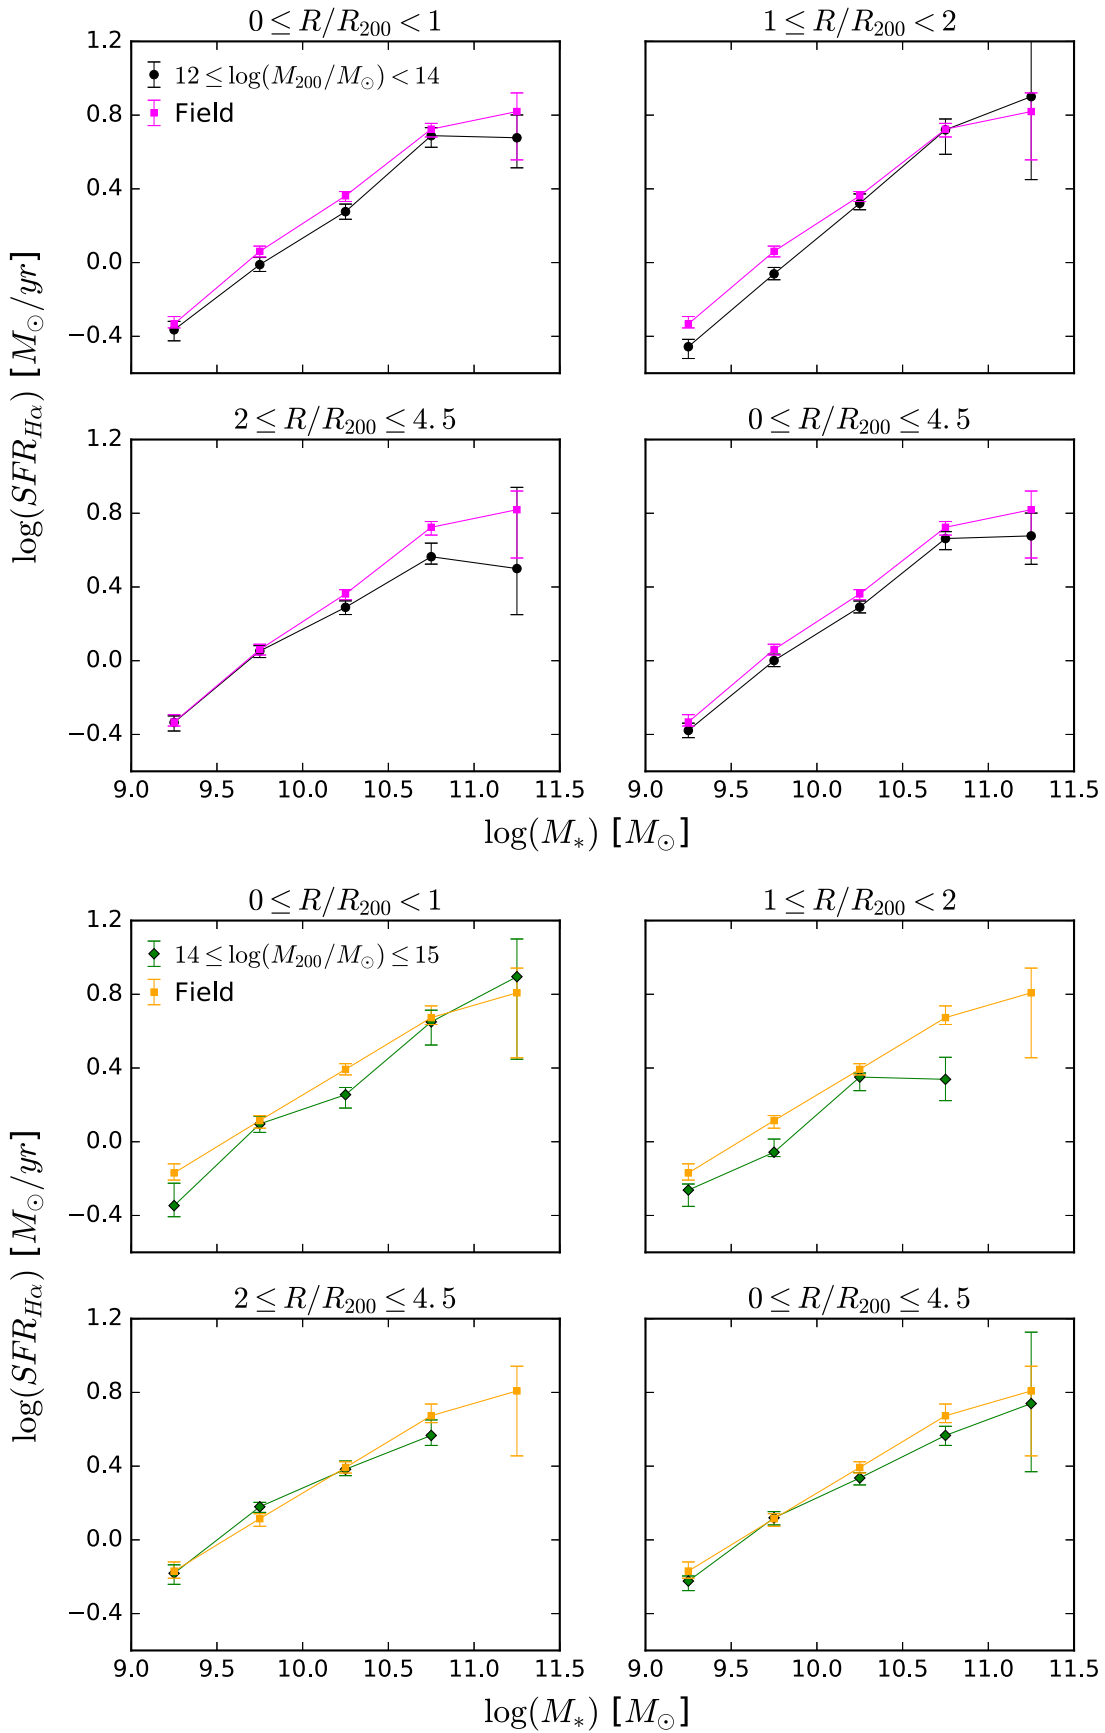 0 ≤ R/R₂₀₀ < 1
1 ≤ R/R₂₀₀ < 2
1.2
0.8
0.4
0.0
−0.4
12 ≤ log(M₂₀₀/M⊙) < 14
Field
2 ≤ R/R₂₀₀ ≤ 4.5
0 ≤ R/R₂₀₀ ≤ 4.5
1.2
0.8
0.4
0.0
−0.4
log(SFR_Hα) [M⊙/yr]
9.0 9.5 10.0 10.5 11.0 11.5
9.0 9.5 10.0 10.5 11.0 11.5
log(M∗) [M⊙]
0 ≤ R/R₂₀₀ < 1
1 ≤ R/R₂₀₀ < 2
1.2
0.8
0.4
0.0
−0.4
14 ≤ log(M₂₀₀/M⊙) ≤ 15
Field
2 ≤ R/R₂₀₀ ≤ 4.5
0 ≤ R/R₂₀₀ ≤ 4.5
1.2
0.8
0.4
0.0
−0.4
log(SFR_Hα) [M⊙/yr]
9.0 9.5 10.0 10.5 11.0 11.5
9.0 9.5 10.0 10.5 11.0 11.5
log(M∗) [M⊙]